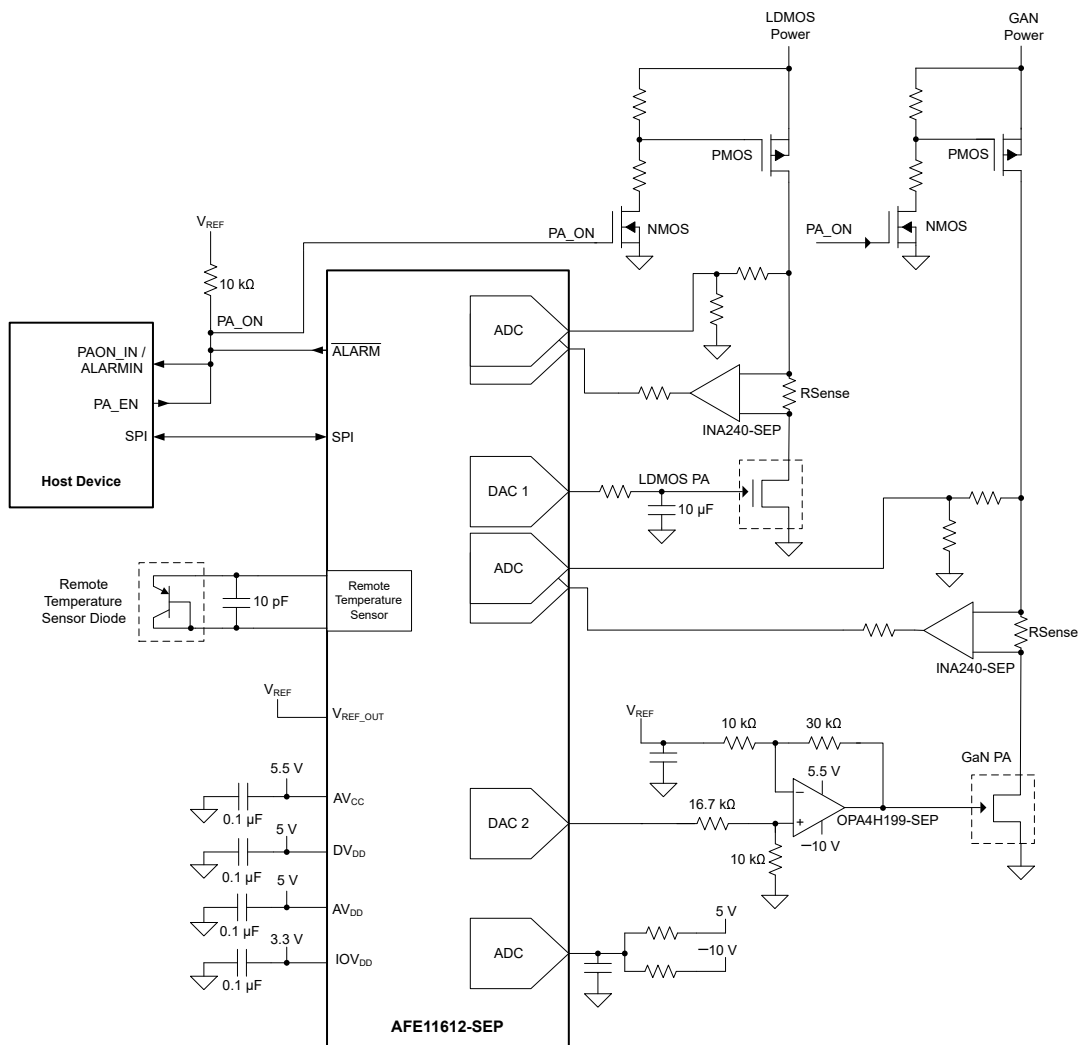 LDMOS
Power
GAN
Power
PMOS
PMOS
NMOS
NMOS
PA_ON
PA_ON
VREF
10 kΩ
PA_ON
ADC
ALARM
PAON_IN /
ALARMIN
PA_EN
SPI
Host Device
SPI
RSense
INA240-SEP
DAC 1
LDMOS PA
10 µF
ADC
Remote
Temperature
Sensor Diode
10 pF
Remote
Temperature
Sensor
RSense
INA240-SEP
VREF
VREF_OUT
VREF
10 kΩ
30 kΩ
GaN PA
5.5 V
5.5 V
AVCC
0.1 µF
DAC 2
16.7 kΩ
−
+
OPA4H199-SEP
−10 V
10 kΩ
5 V
DVDD
0.1 µF
5 V
AVDD
0.1 µF
3.3 V
IOVDD
0.1 µF
ADC
5 V
−10 V
AFE11612-SEP